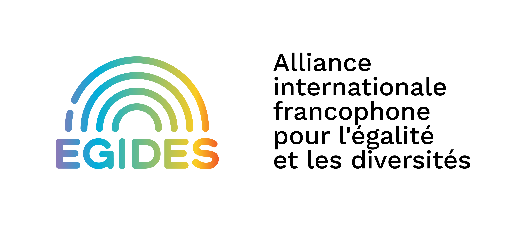 EGIDES
Alliance
internationale
francophone
pour l'égalité
et les diversités